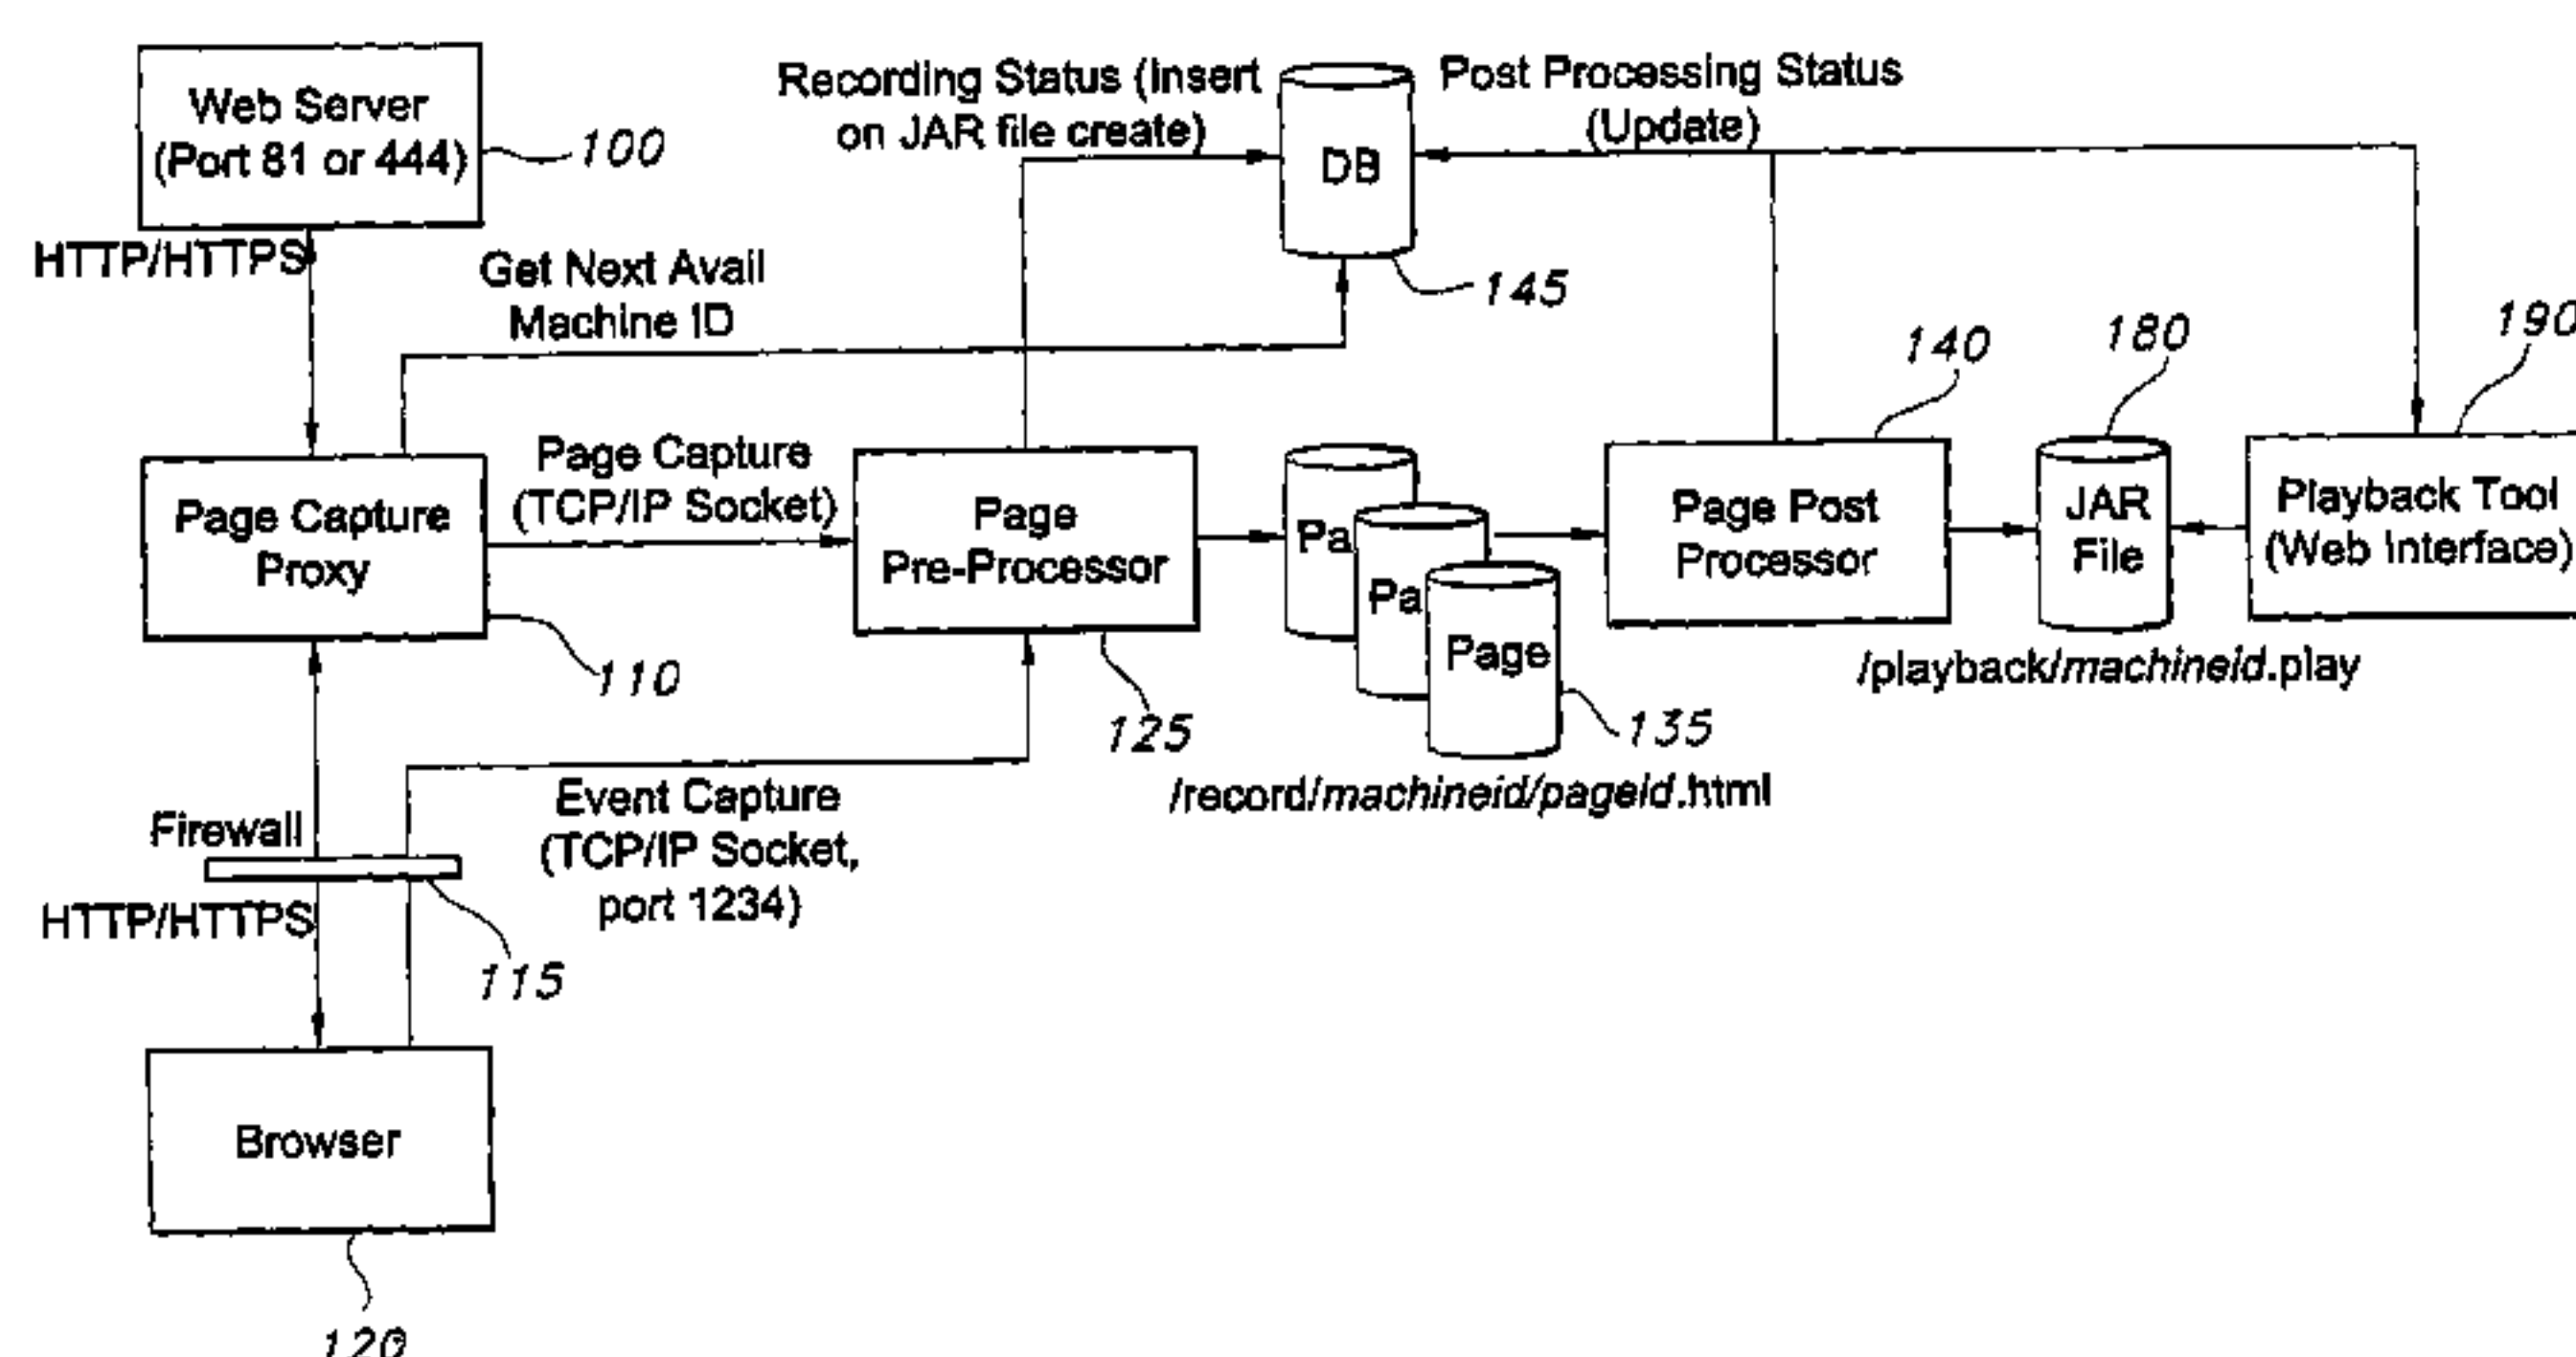 Web Server
(Port 81 or 444)
100
HTTP/HTTPS
Recording Status (Insert
on JAR file create)
DB
145
Post Processing Status
(Update)
Get Next Avail
Machine ID
Page Capture
Proxy
110
Page Capture
(TCP/IP Socket)
Page
Pre-Processor
125
Pa
Pa
Page
135
/record/machineid/pageid.html
Page Post
Processor
140
JAR
File
180
/playback/machineid.play
Playback Tool
(Web Interface)
190
Firewall
115
HTTP/HTTPS
Event Capture
(TCP/IP Socket,
port 1234)
Browser
120